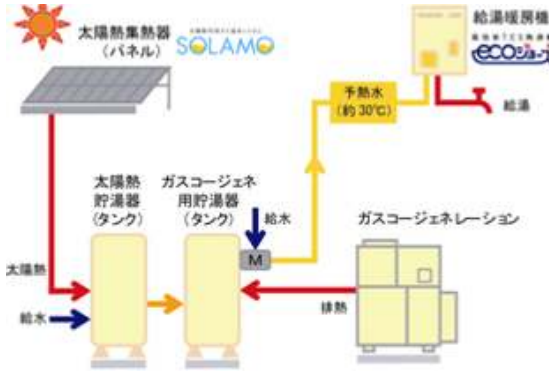 太陽熱集熱器
(パネル)
SOLAMO
給湯暖房機
ecoジョーズ
予熱水
(約30℃)
給湯
太陽熱
貯湯器
(タンク)
ガスコージェネ
用貯湯器
(タンク)
給水
ガスコージェネレーション
M
太陽熱
給水
排熱